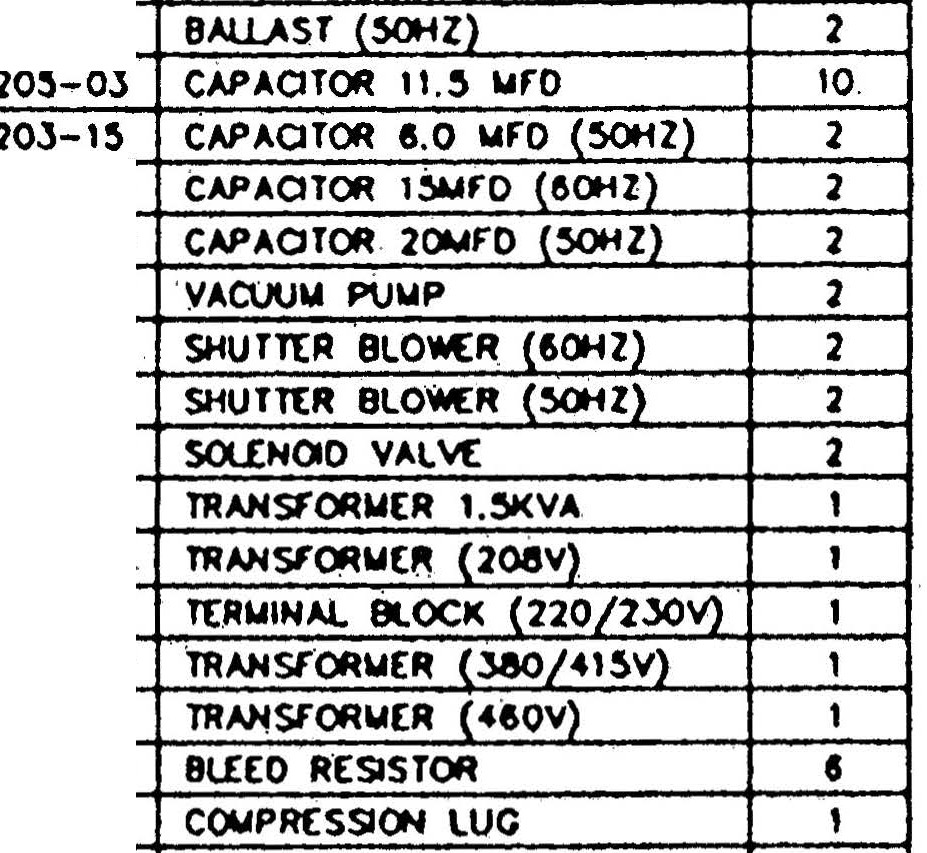 BALLAST (50HZ) 2
205-03 CAPACITOR 11.5 MFD 10
203-15 CAPACITOR 6.0 MFD (50HZ) 2
CAPACITOR 15MFD (60HZ) 2
CAPACITOR 20MFD (50HZ) 2
VACUUM PUMP 2
SHUTTER BLOWER (60HZ) 2
SHUTTER BLOWER (50HZ) 2
SOLENOID VALVE 2
TRANSFORMER 1.5KVA 1
TRANSFORMER (208V) 1
TERMINAL BLOCK (220/230V) 1
TRANSFORMER (380/415V) 1
TRANSFORMER (460V) 1
BLEED RESISTOR 6
COMPRESSION LUG 1